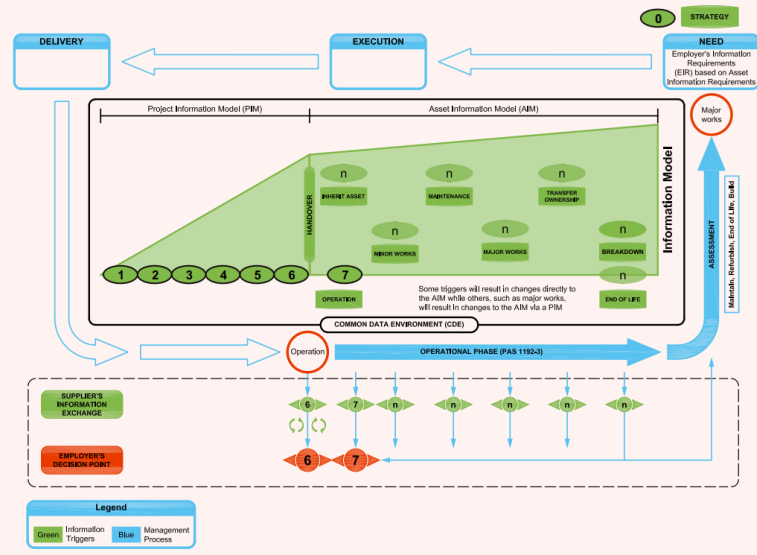 0
STRATEGY
DELIVERY
EXECUTION
NEED
Employer's Information
Requirements
(EIR) based on Asset
Information Requirements
Major
works
Project Information Model (PIM)
Asset Information Model (AIM)
n
n
n
INHERIT ASSET
MAINTENANCE
TRANSFER
OWNERSHIP
HANDOVER
n
n
n
MINOR WORKS
MAJOR WORKS
BREAKDOWN
Information Model
1
2
3
4
5
6
7
n
OPERATION
Some triggers will result in changes directly to
the AIM while others, such as major works,
will result in changes to the AIM via a PIM
END OF LIFE
COMMON DATA ENVIRONMENT (CDE)
ASSESSMENT
Maintain, Refurbish, End of Life, Build
Operation
OPERATIONAL PHASE (PAS 1192-3)
SUPPLIER'S
INFORMATION
EXCHANGE
6
7
n
n
n
n
n
EMPLOYER'S
DECISION POINT
6
7
Legend
Green
Information
Triggers
Blue
Management
Process